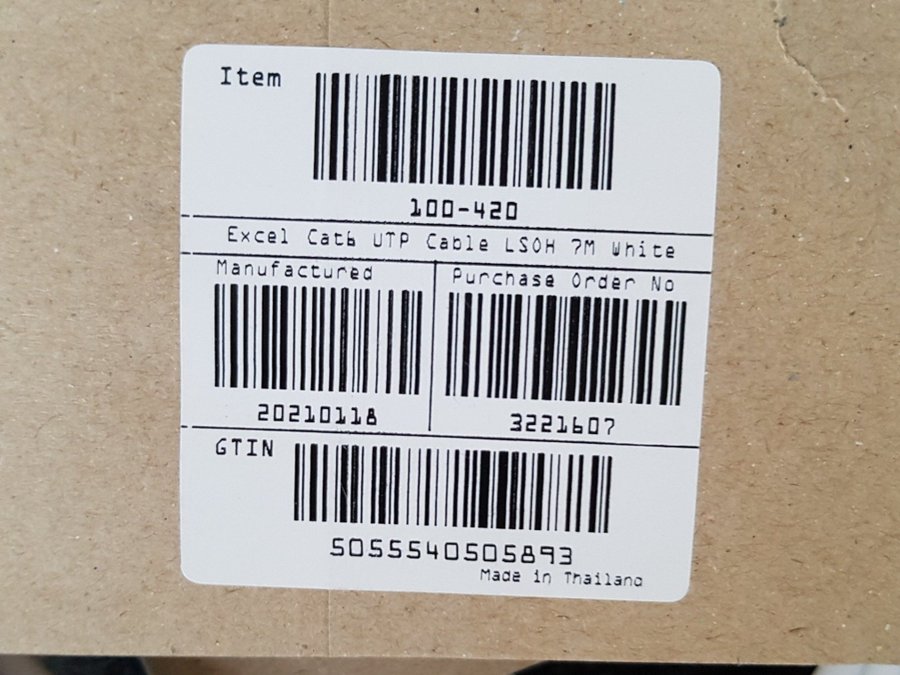 Item
100-420
Excel Cat6 UTP Cable LSOH 7M White
Manufactured
20210118
Purchase Order No
3221607
GTIN
5055540505893
Made in Thailand